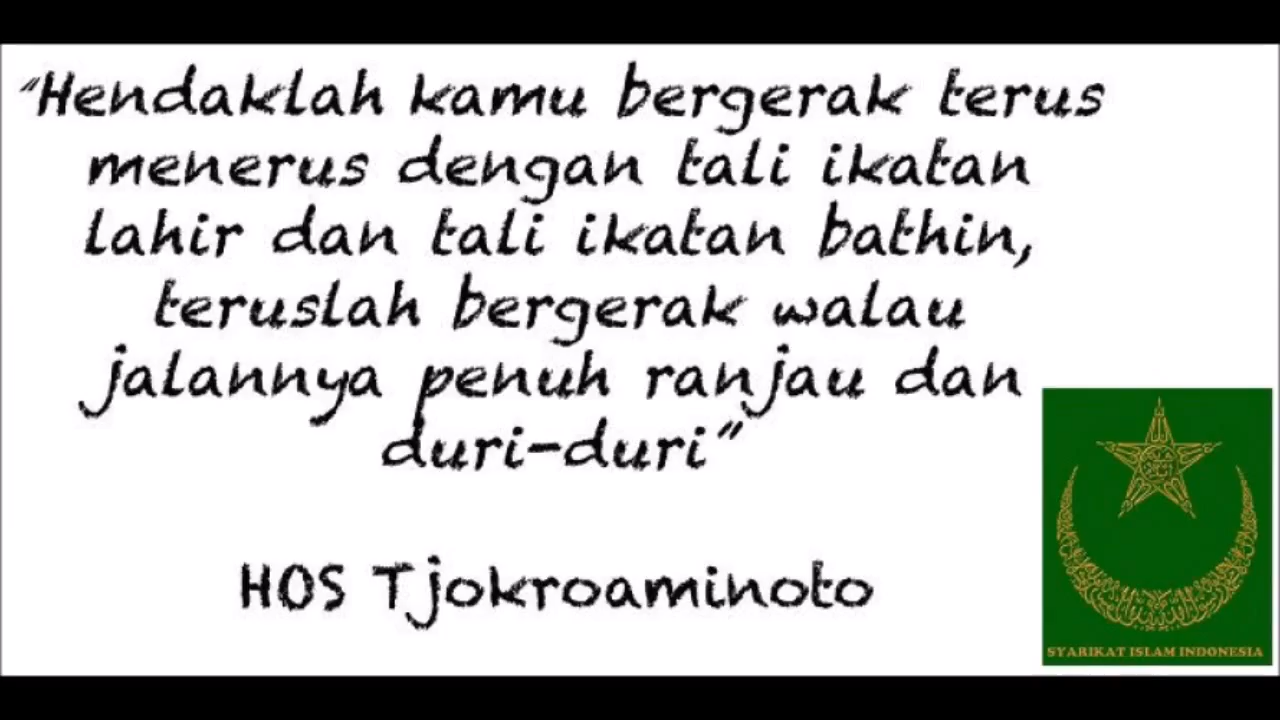 "Hendaklah kamu bergerak terus
menerus dengan tali ikatan
lahir dan tali ikatan bathin,
teruslah bergerak walau
jalannya penuh ranjau dan
duri-duri"
HOS Tjokroaminoto
SYARIKAT ISLAM INDONESIA